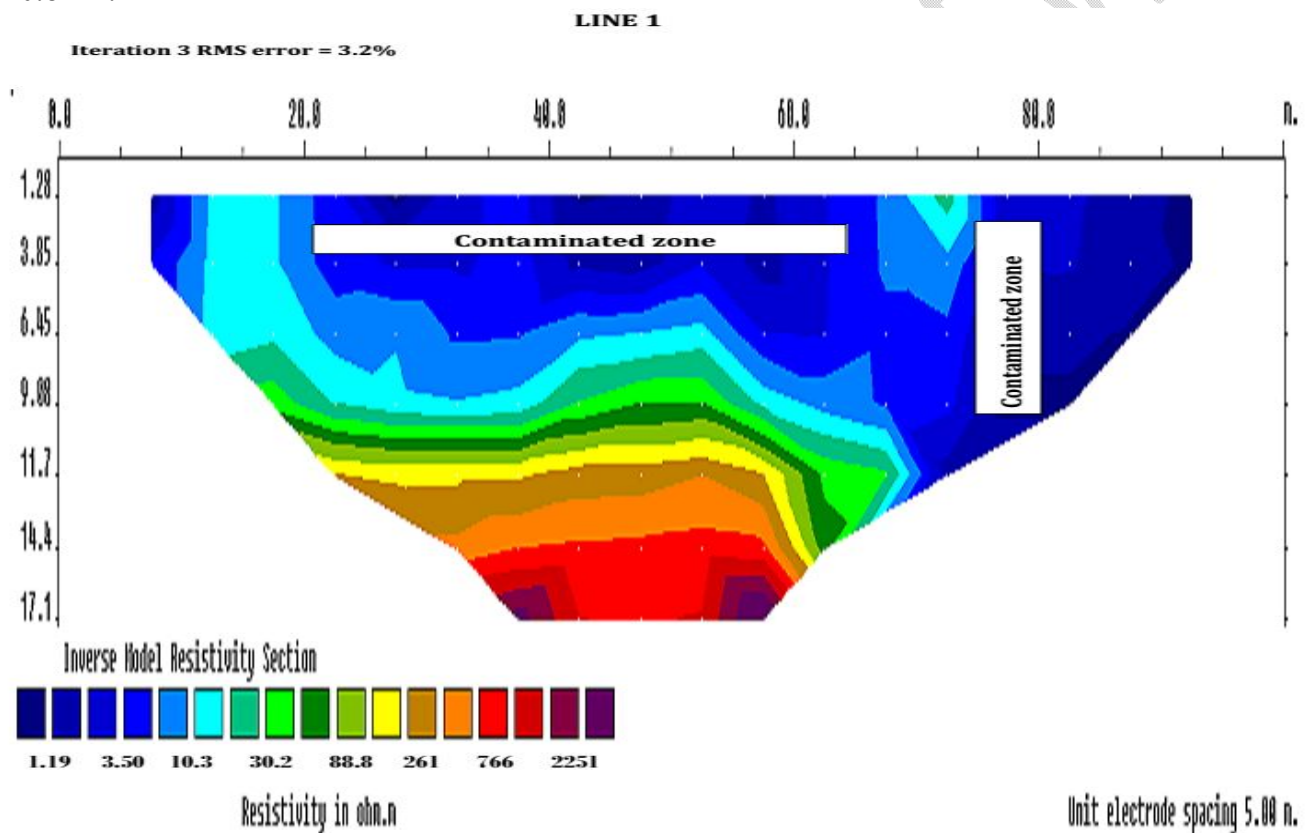 LINE 1
Iteration 3 RMS error = 3.2%
0.0 20.0 40.0 60.0 80.0 m.
1.28
3.85
6.45
9.08
11.7
14.4
17.1
Contaminated zone
Contaminated zone
Inverse Model Resistivity Section
1.19 3.50 10.3 30.2 88.8 261 766 2251
Resistivity in ohm.m
Unit electrode spacing 5.00 m.